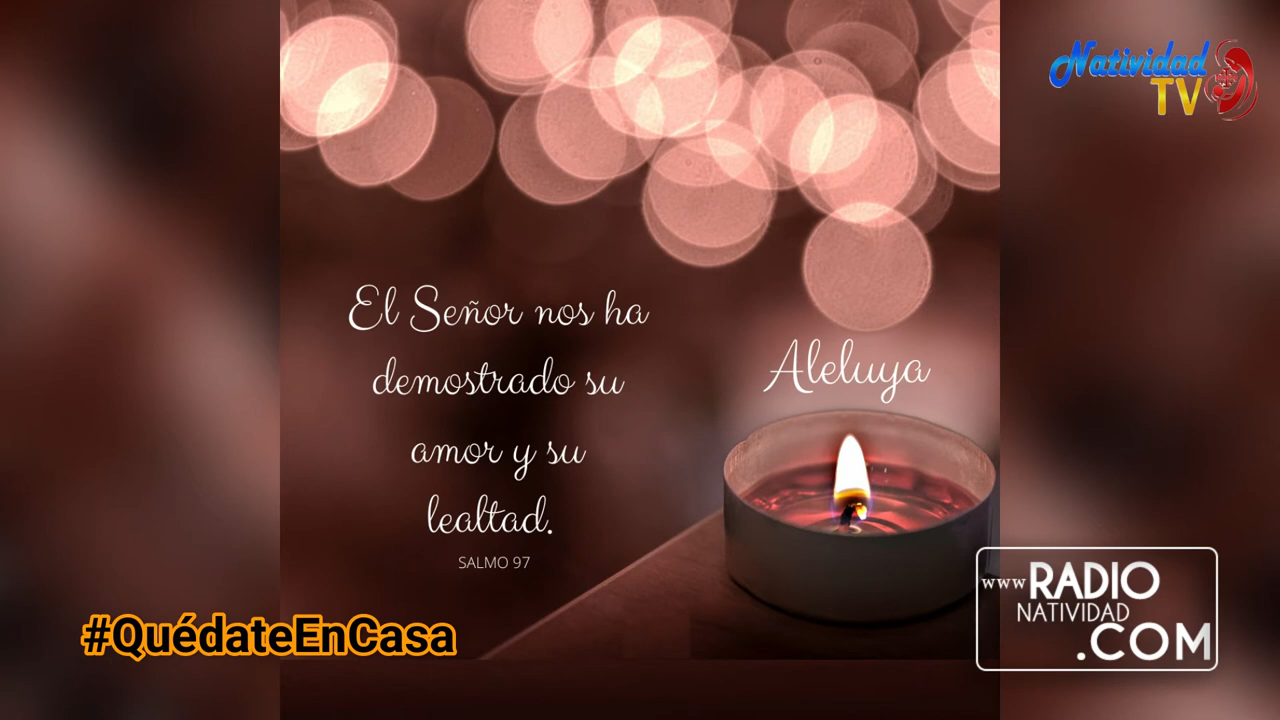 Natividad
TV
El Señor nos ha
demostrado su
amor y su
lealtad.
SALMO 97
Aleluya
#QuédateEnCasa
www RADIO
NATIVIDAD
.COM